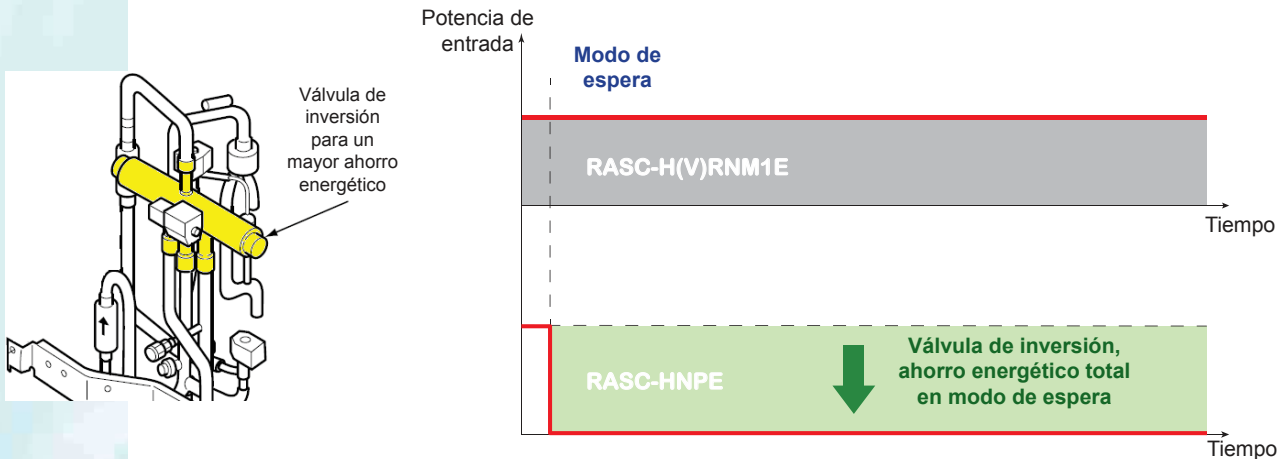 Válvula de
inversión
para un
mayor ahorro
energético
Potencia de
entrada
Modo de
espera
RASC-H(V)RNM1E
Tiempo
RASC-HNPE
Válvula de inversión,
ahorro energético total
en modo de espera
Tiempo